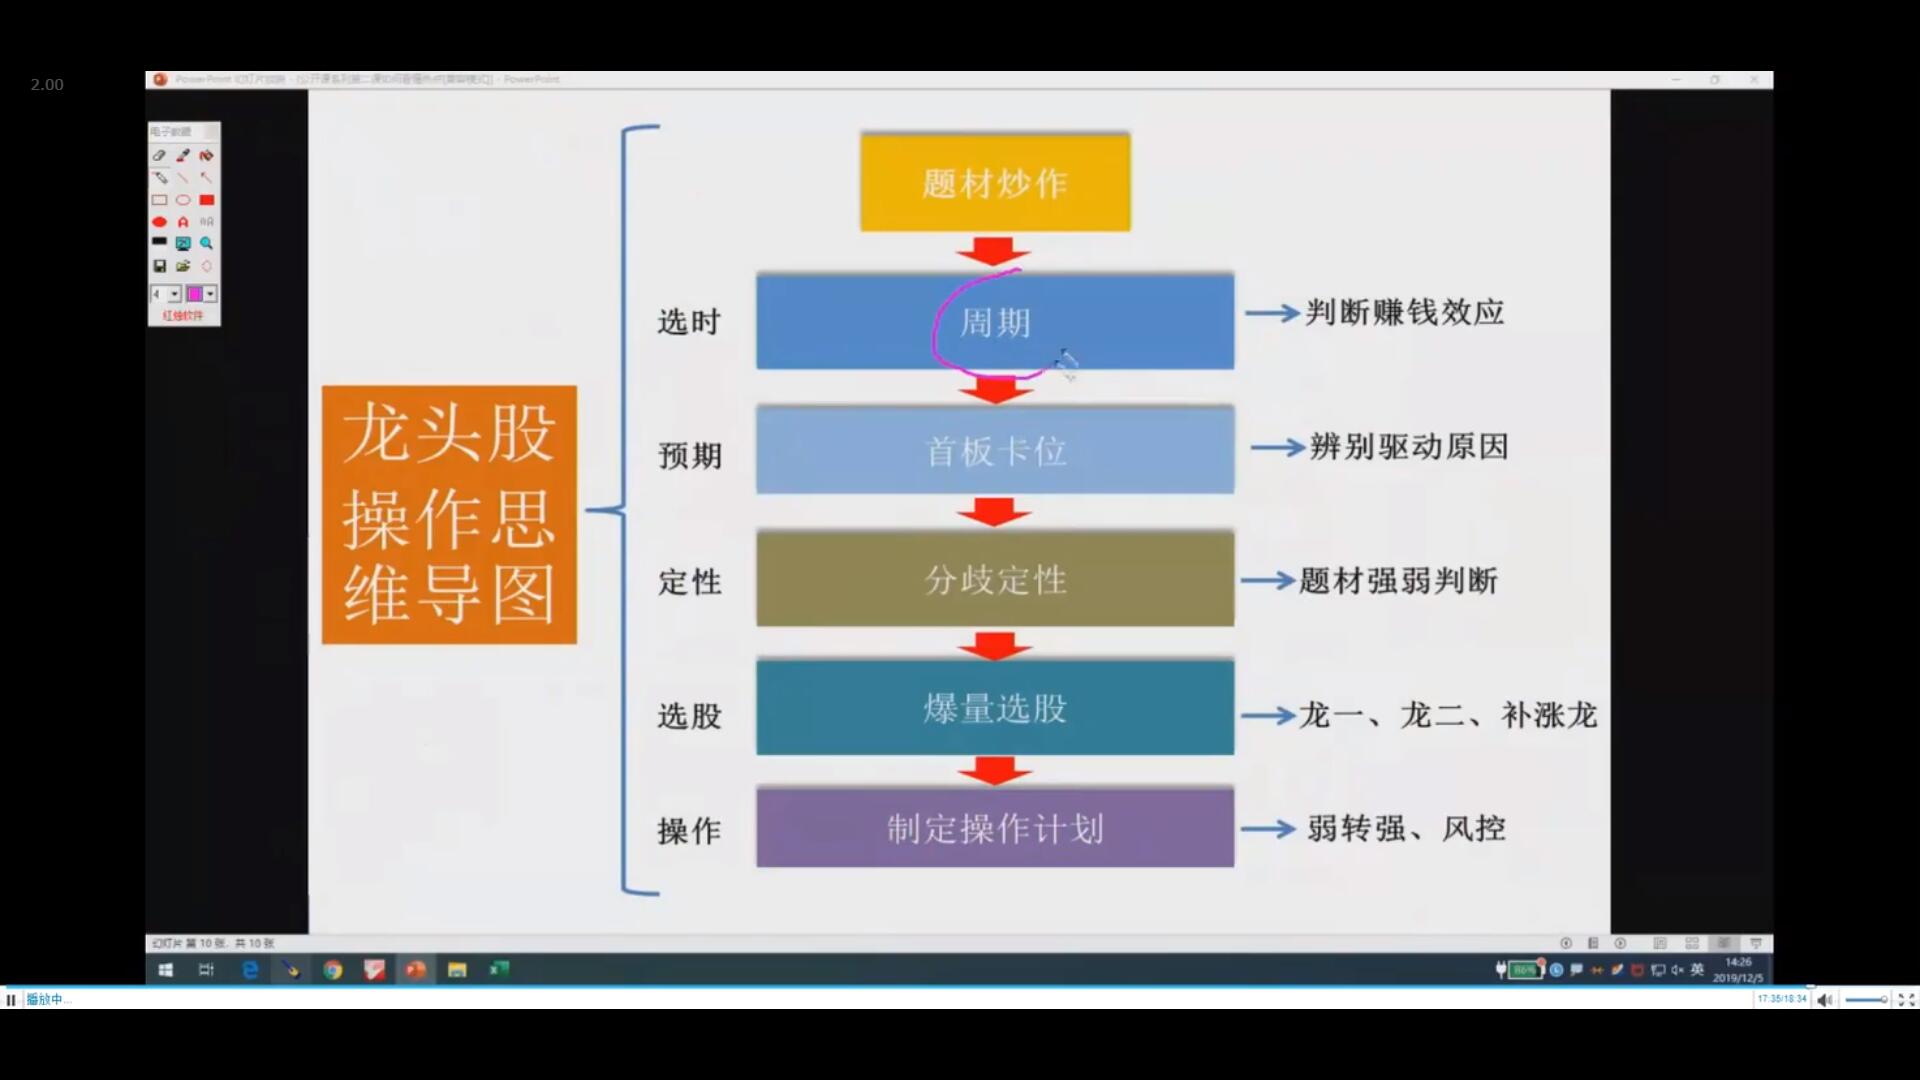 2.00
电子教鞭
红烛软件
龙头股
操作思
维导图
题材炒作
选时
周期
判断赚钱效应
预期
首板卡位
辨别驱动原因
定性
分歧定性
题材强弱判断
选股
爆量选股
龙一、龙二、补涨龙
操作
制定操作计划
弱转强、风控
幻灯片 第 10 张, 共 10 张
86%
英
14:26
2019/12/5
播放中...
17:35/18:34